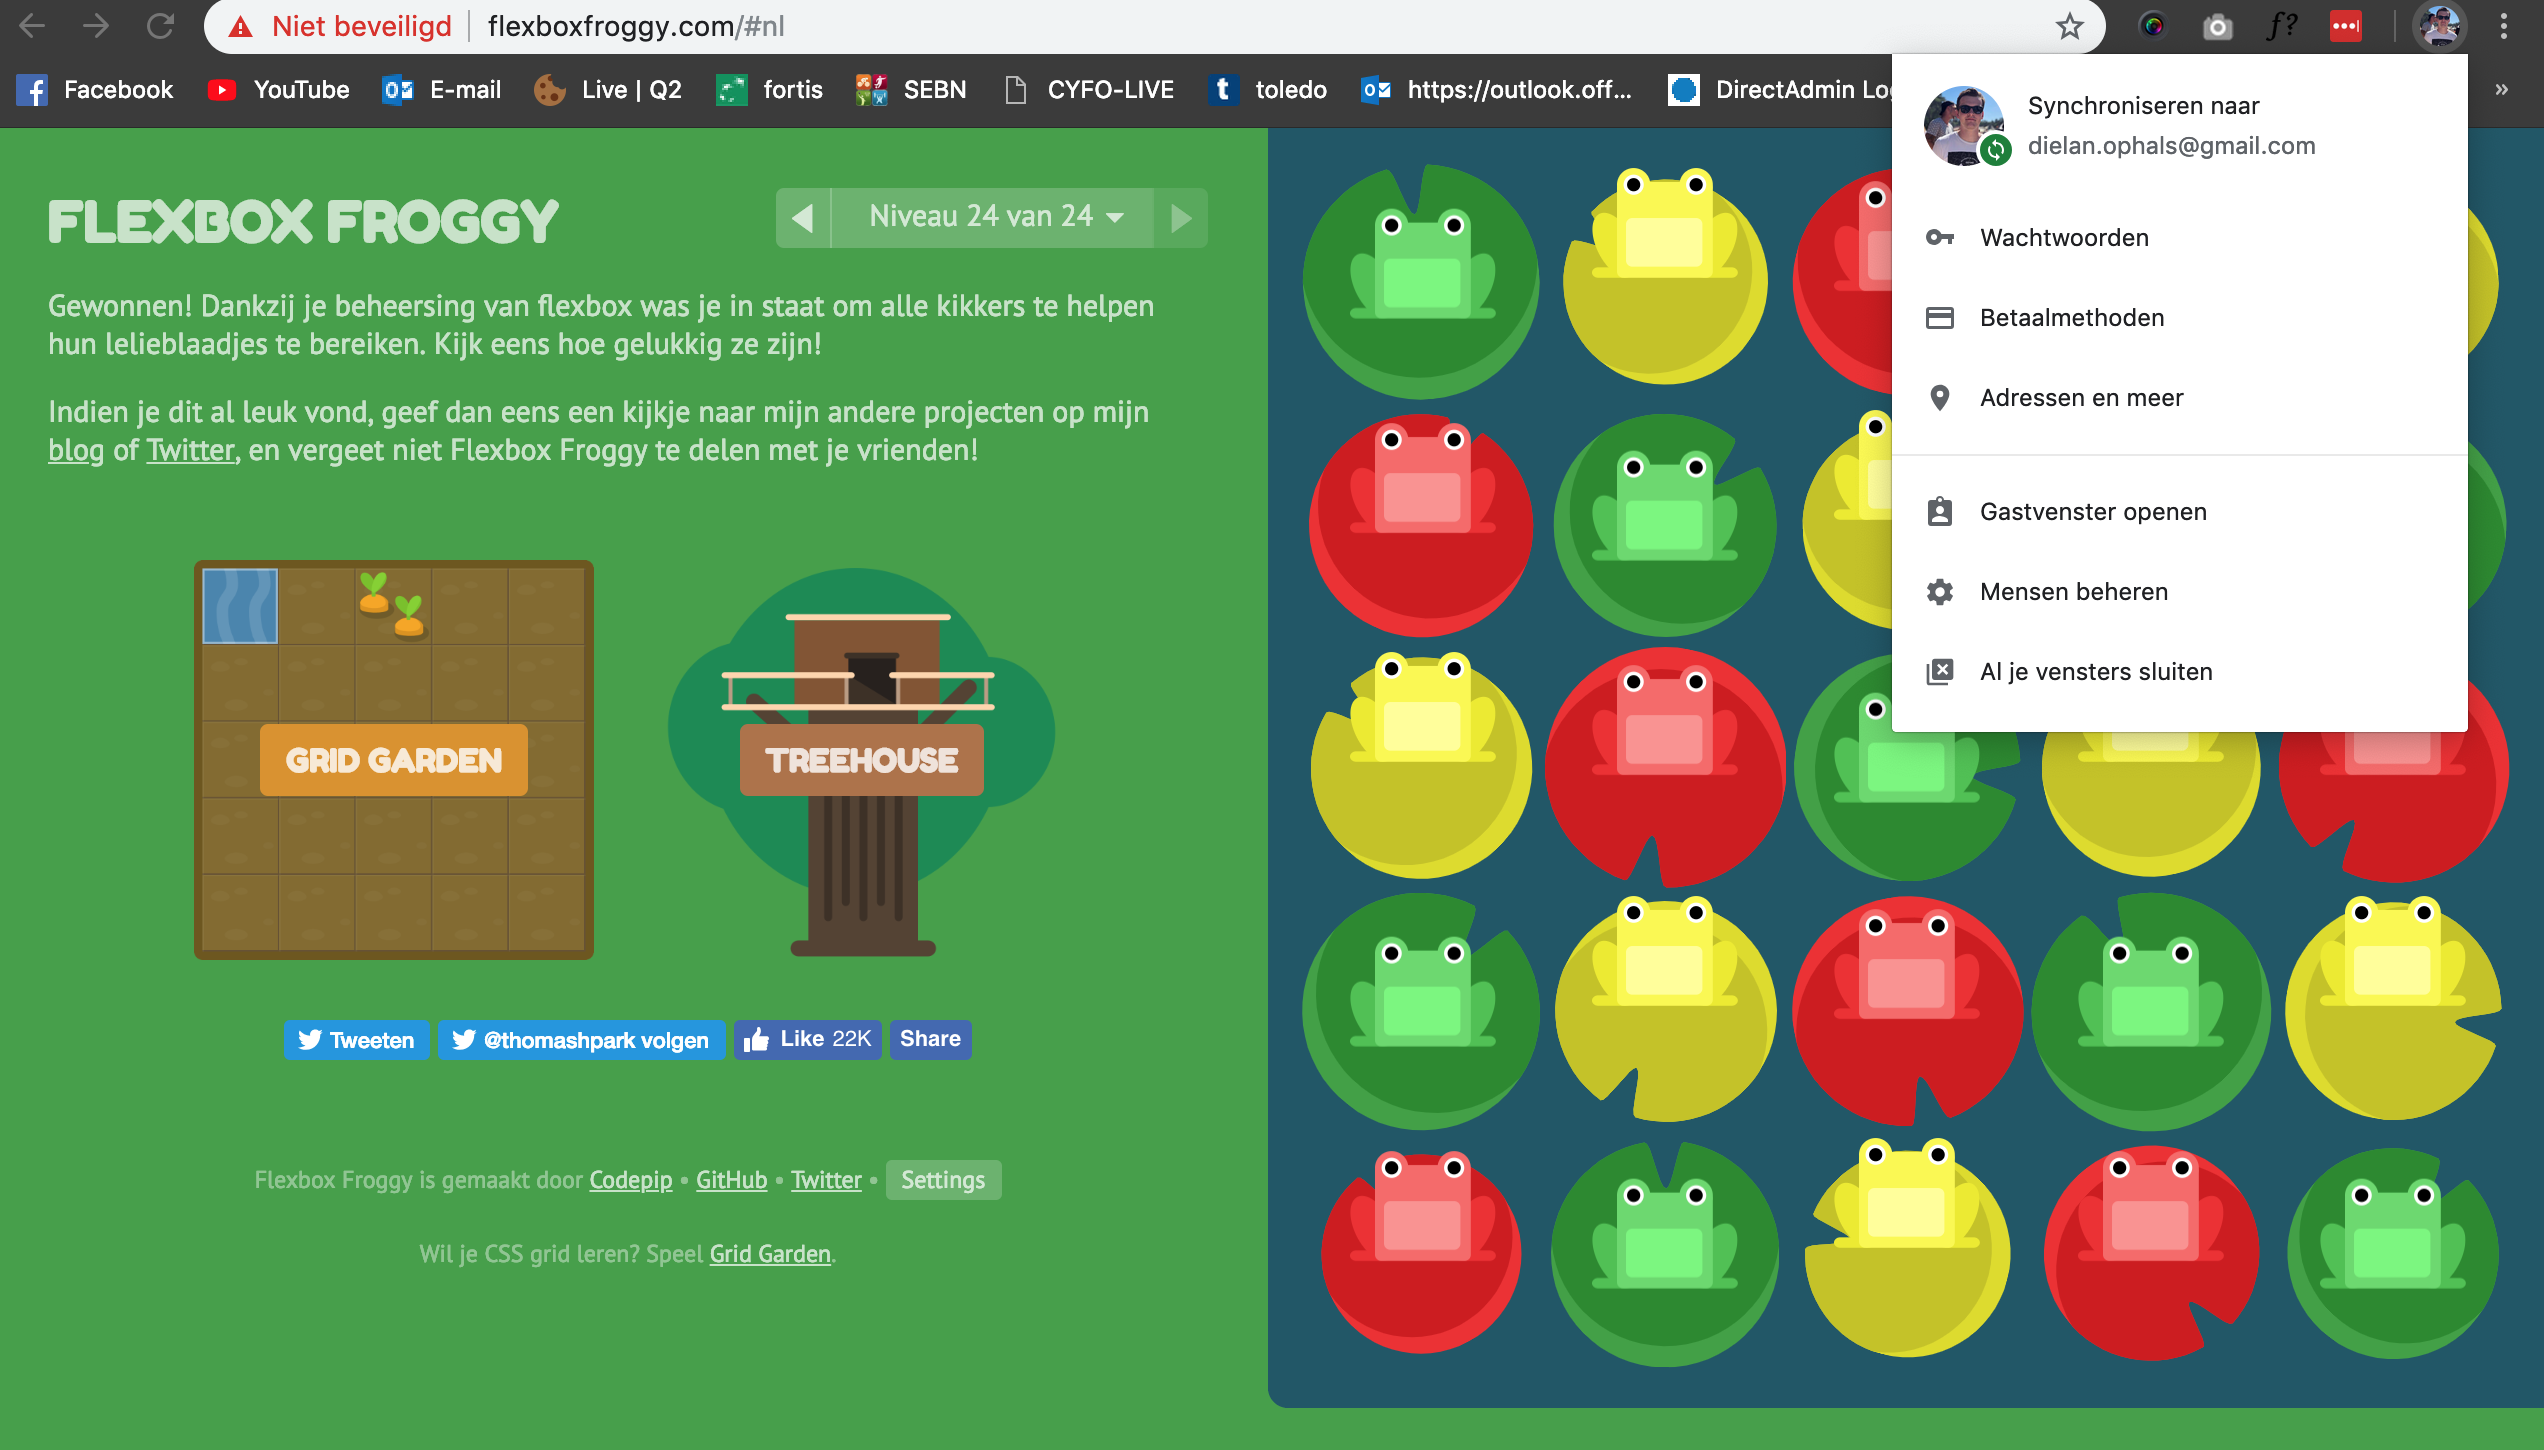 Niet beveiligd
flexboxfroggy.com/#nl
f?
Facebook
YouTube
E-mail
Live | Q2
fortis
SEBN
CYFO-LIVE
toledo
https://outlook.off...
DirectAdmin Log
»
Synchroniseren naar
dielan.ophals@gmail.com
Wachtwoorden
Betaalmethoden
Adressen en meer
Gastvenster openen
Mensen beheren
Al je vensters sluiten
FLEXBOX FROGGY
Niveau 24 van 24
Gewonnen! Dankzij je beheersing van flexbox was je in staat om alle kikkers te helpen
hun lelieblaadjes te bereiken. Kijk eens hoe gelukkig ze zijn!
Indien je dit al leuk vond, geef dan eens een kijkje naar mijn andere projecten op mijn
blog of Twitter, en vergeet niet Flexbox Froggy te delen met je vrienden!
GRID GARDEN
TREEHOUSE
Tweeten
@thomashpark volgen
Like 22K
Share
Flexbox Froggy is gemaakt door Codepip • GitHub • Twitter • Settings
Wil je CSS grid leren? Speel Grid Garden.